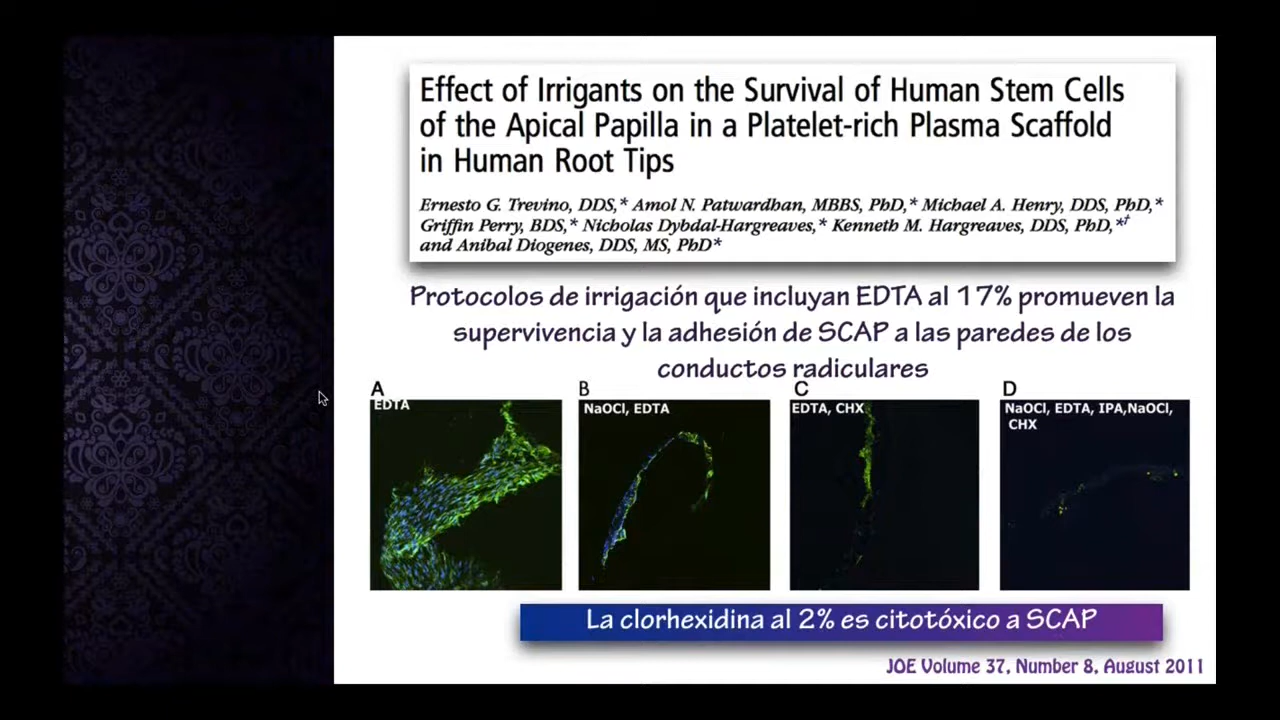 Effect of Irrigants on the Survival of Human Stem Cells
of the Apical Papilla in a Platelet-rich Plasma Scaffold
in Human Root Tips
Ernesto G. Trevino, DDS,* Amol N. Patwardhan, MBBS, PhD,* Michael A. Henry, DDS, PhD,*
Griffin Perry, BDS,* Nicholas Dybdal-Hargreaves,* Kenneth M. Hargreaves, DDS, PhD,*†
and Anibal Diogenes, DDS, MS, PhD*
Protocolos de irrigación que incluyan EDTA al 17% promueven la
supervivencia y la adhesión de SCAP a las paredes de los
conductos radiculares
A B C D
EDTA
NaOCl, EDTA
EDTA, CHX
NaOCl, EDTA, IPA,NaOCl,
CHX
La clorhexidina al 2% es citotóxico a SCAP
JOE Volume 37, Number 8, August 2011